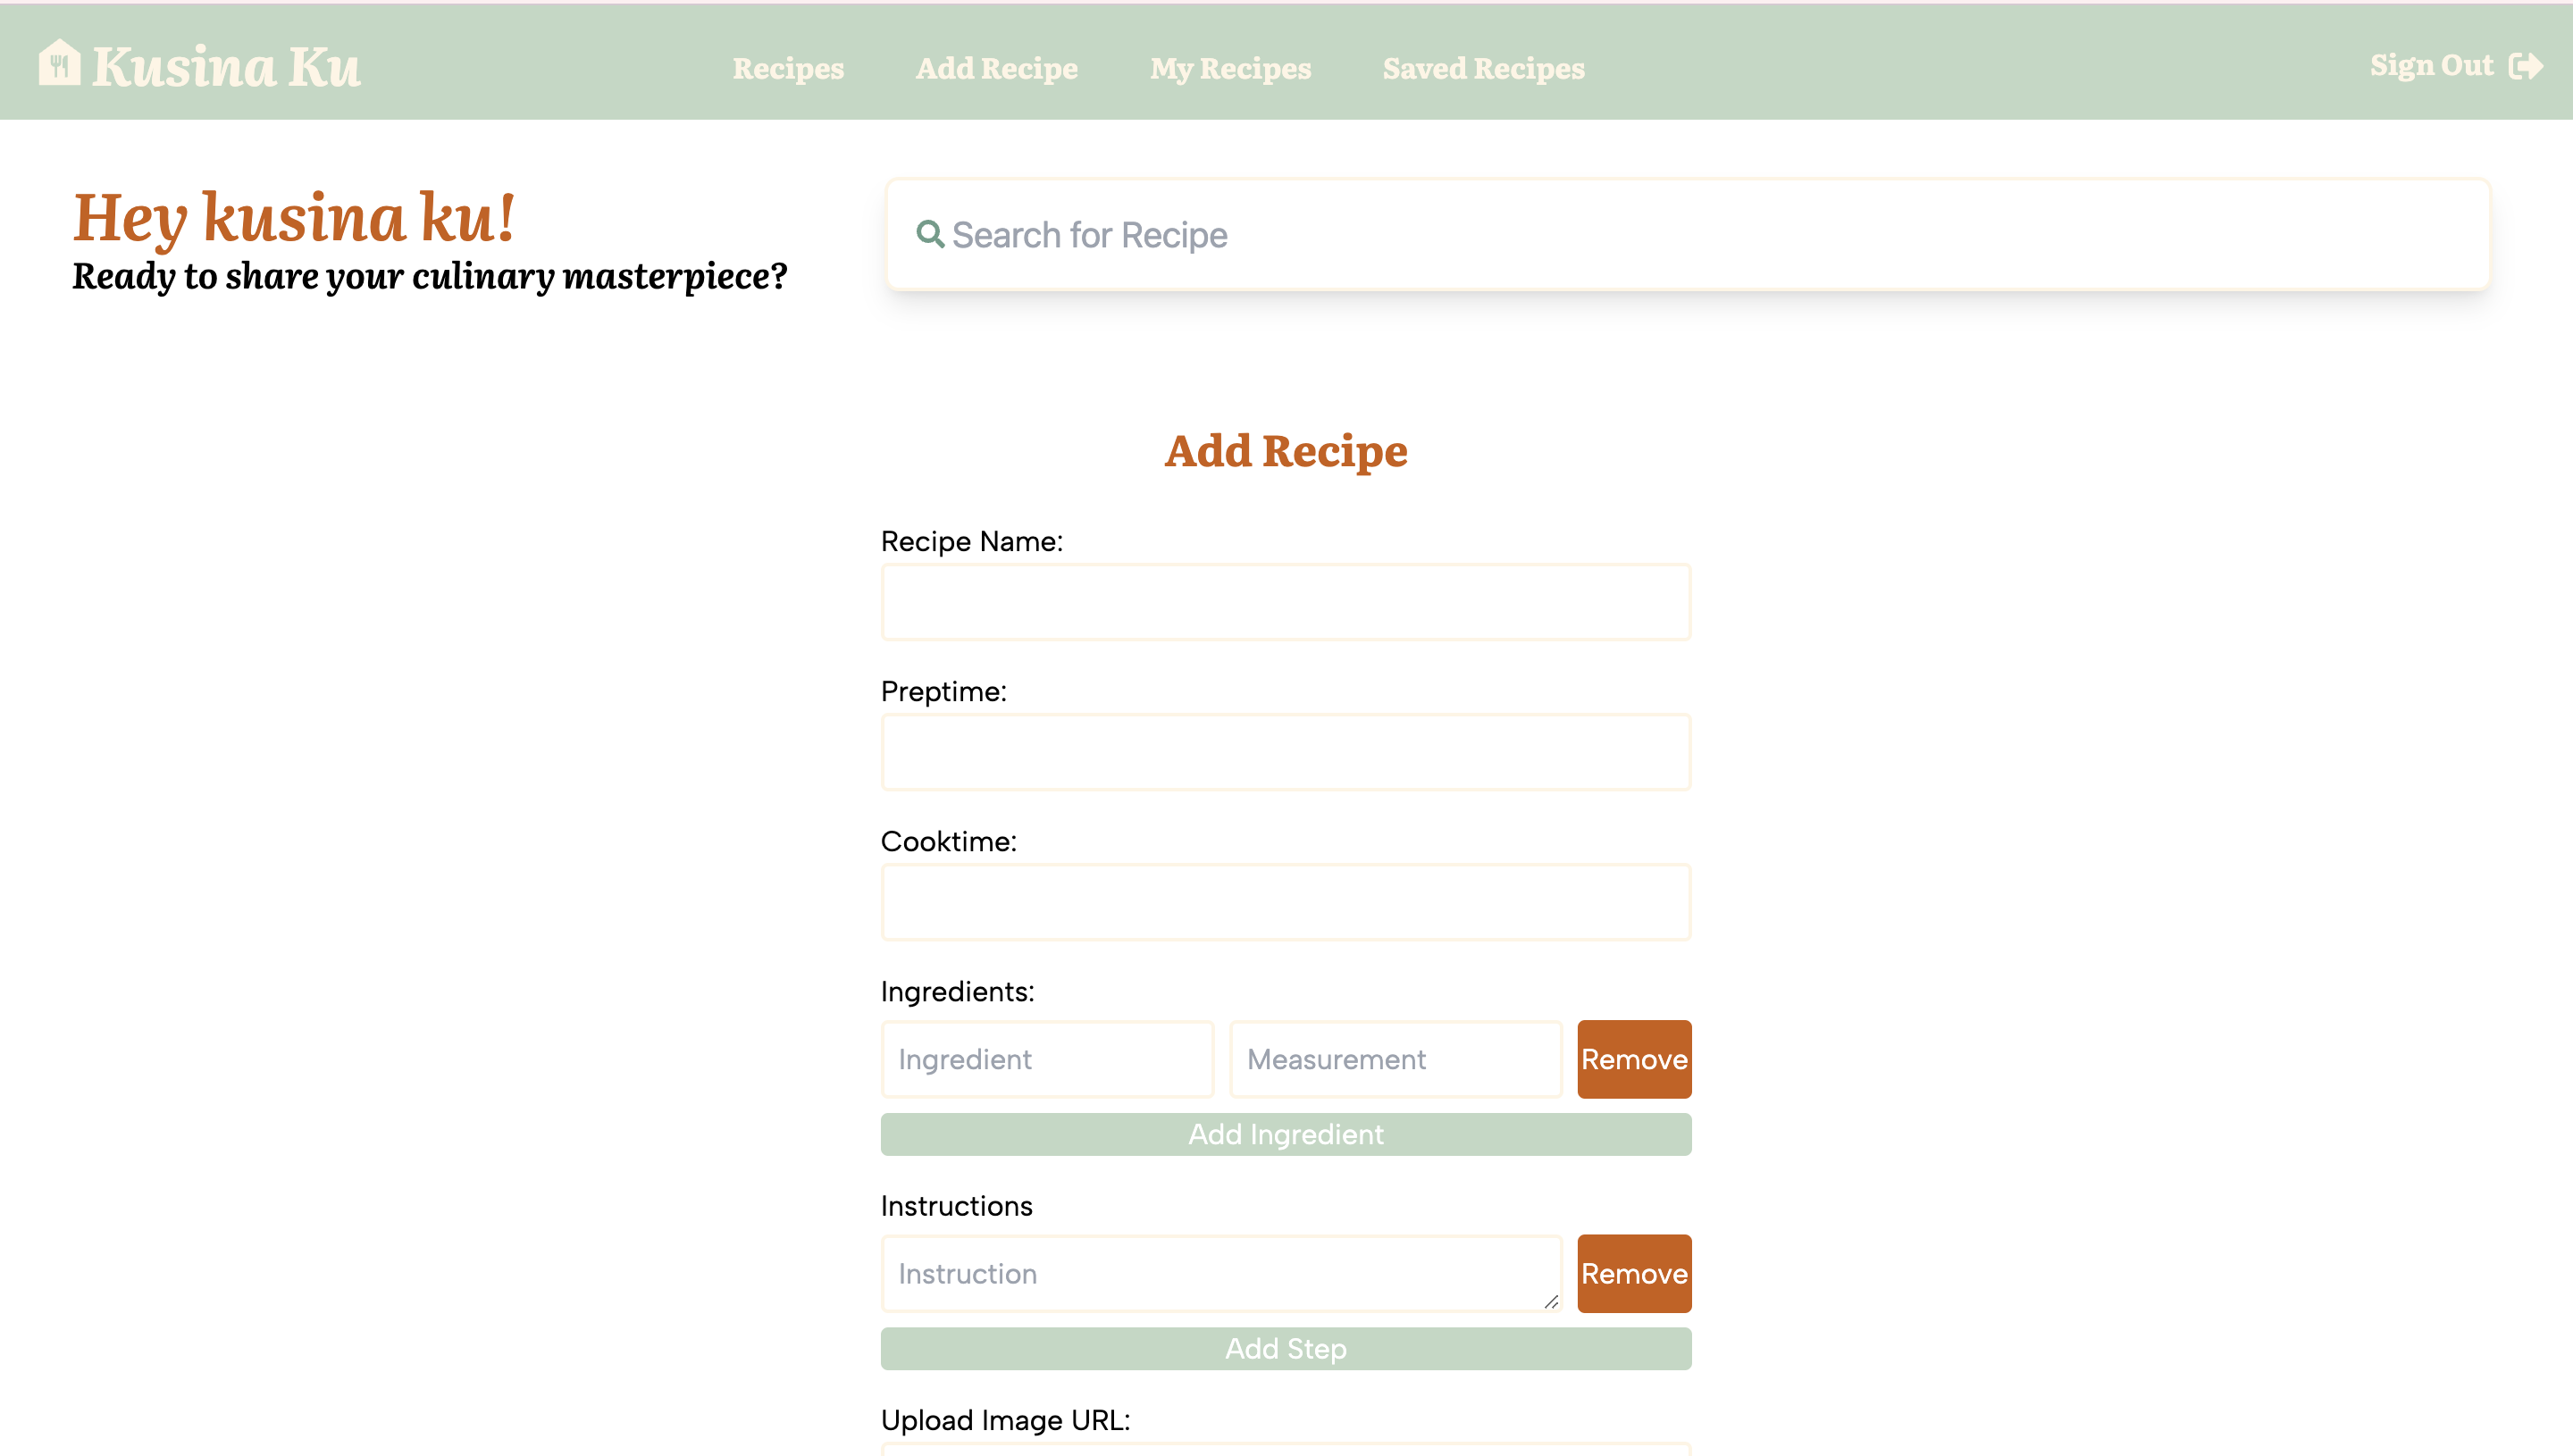 Kusina Ku
Recipes
Add Recipe
My Recipes
Saved Recipes
Sign Out
Hey kusina ku!
Ready to share your culinary masterpiece?
Search for Recipe
Add Recipe
Recipe Name:
Preptime:
Cooktime:
Ingredients:
Ingredient
Measurement
Remove
Add Ingredient
Instructions
Instruction
Remove
Add Step
Upload Image URL: